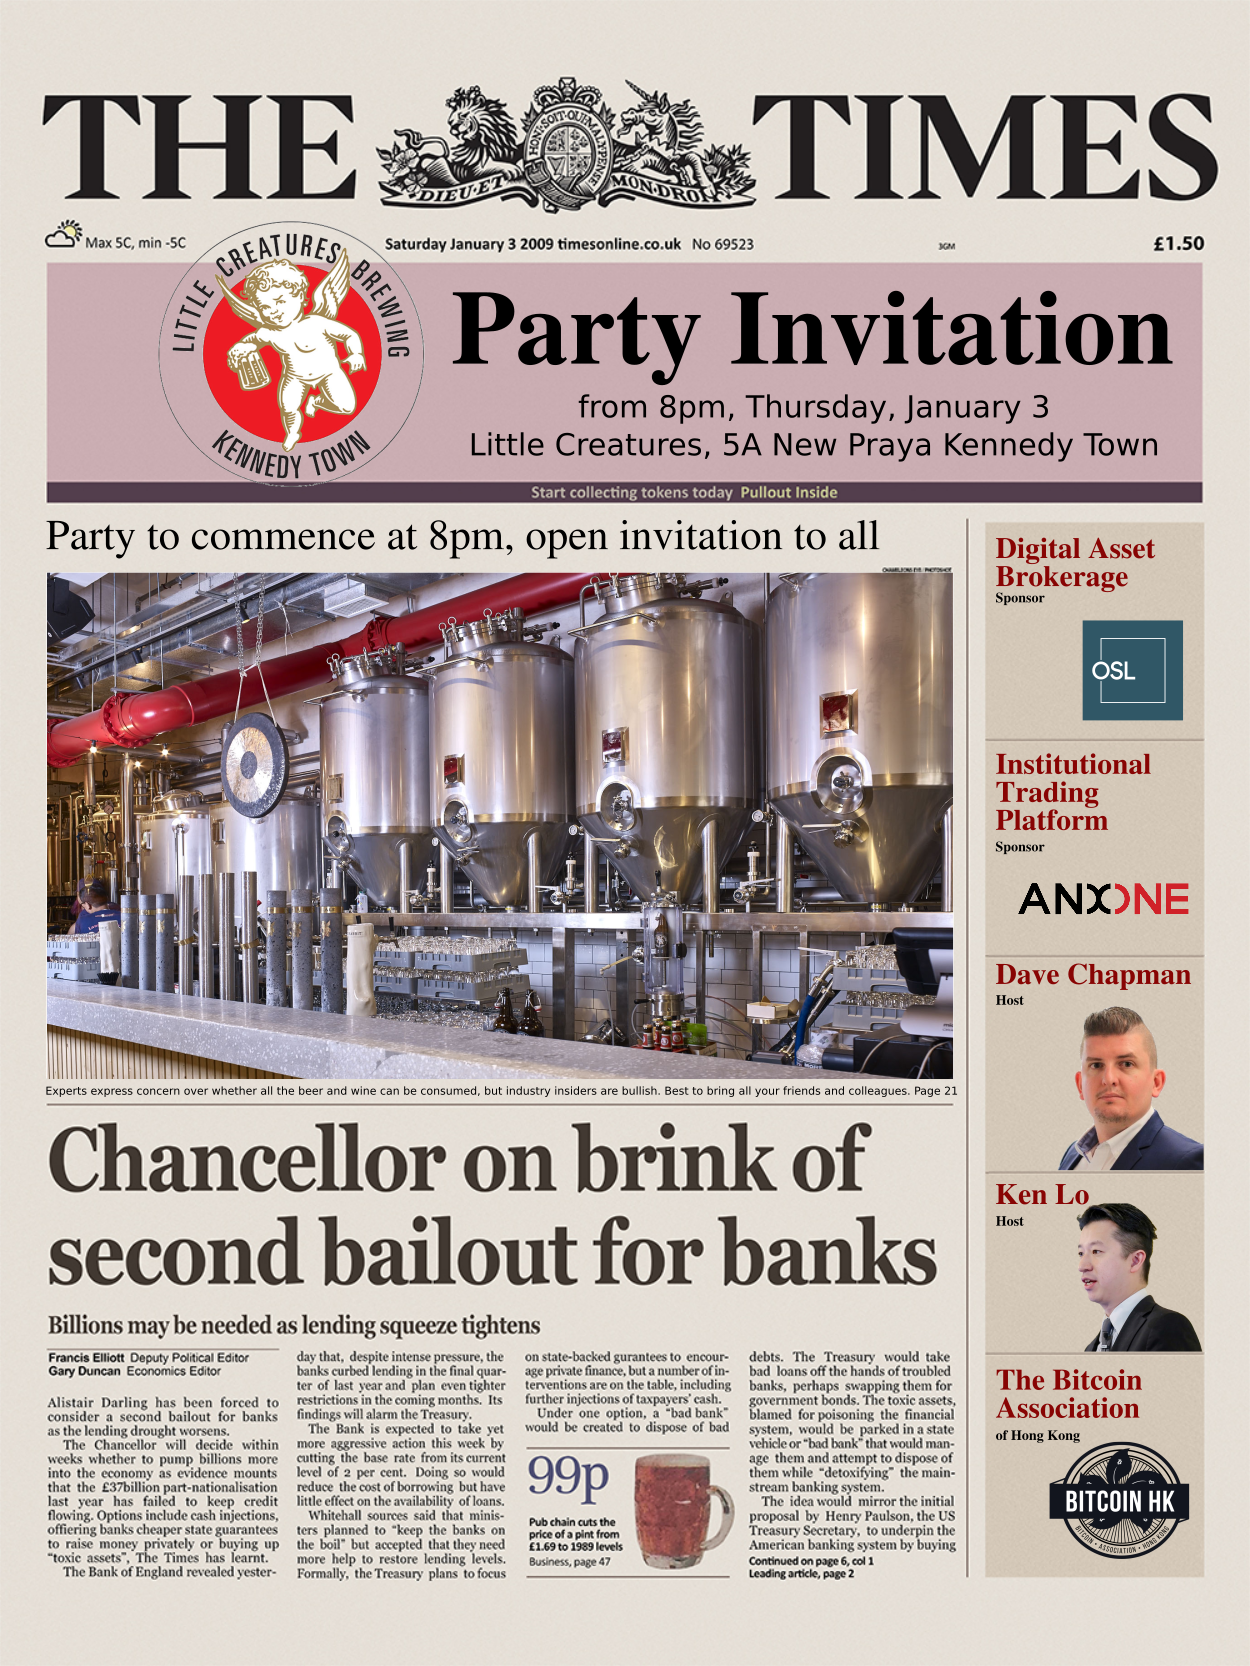 THE TIMES
HONI·SOIT·QUI·MAL·Y·PENSE
DIEU·ET MON·DROIT
Max 5C, min -5C
Saturday January 3 2009 timesonline.co.uk No 69523
3GM
£1.50
LITTLE CREATURES BREWING
KENNEDY TOWN
Party Invitation
from 8pm, Thursday, January 3
Little Creatures, 5A New Praya Kennedy Town
Start collecting tokens today Pullout Inside
Party to commence at 8pm, open invitation to all
CHAMELEONS EYE / PHOTOSHOT
Experts express concern over whether all the beer and wine can be consumed, but industry insiders are bullish. Best to bring all your friends and colleagues. Page 21
Chancellor on brink of
second bailout for banks
Billions may be needed as lending squeeze tightens
Francis Elliott Deputy Political Editor
Gary Duncan Economics Editor
Alistair Darling has been forced to
consider a second bailout for banks
as the lending drought worsens.
The Chancellor will decide within
weeks whether to pump billions more
into the economy as evidence mounts
that the £37billion part-nationalisation
last year has failed to keep credit
flowing. Options include cash injections,
offiering banks cheaper state guarantees
to raise money privately or buying up
“toxic assets”, The Times has learnt.
The Bank of England revealed yester-
day that, despite intense pressure, the
banks curbed lending in the final quar-
ter of last year and plan even tighter
restrictions in the coming months. Its
findings will alarm the Treasury.
The Bank is expected to take yet
more aggressive action this week by
cutting the base rate from its current
level of 2 per cent. Doing so would
reduce the cost of borrowing but have
little effect on the availability of loans.
Whitehall sources said that minis-
ters planned to “keep the banks on
the boil” but accepted that they need
more help to restore lending levels.
Formally, the Treasury plans to focus
on state-backed gurantees to encour-
age private finance, but a number of in-
terventions are on the table, including
further injections of taxpayers’ cash.
Under one option, a “bad bank”
would be created to dispose of bad
99p
Pub chain cuts the
price of a pint from
£1.69 to 1989 levels
Business, page 47
debts. The Treasury would take
bad loans off the hands of troubled
banks, perhaps swapping them for
government bonds. The toxic assets,
blamed for poisoning the financial
system, would be parked in a state
vehicle or “bad bank” that would man-
age them and attempt to dispose of
them while “detoxifying” the main-
stream banking system.
The idea would mirror the initial
proposal by Henry Paulson, the US
Treasury Secretary, to underpin the
American banking system by buying
Continued on page 6, col 1
Leading article, page 2
Digital Asset
Brokerage
Sponsor
OSL
Institutional
Trading
Platform
Sponsor
ANXONE
Dave Chapman
Host
Ken Lo
Host
The Bitcoin
Association
of Hong Kong
BITCOIN HK
BITCOIN · ASSOCIATION · HONG KONG